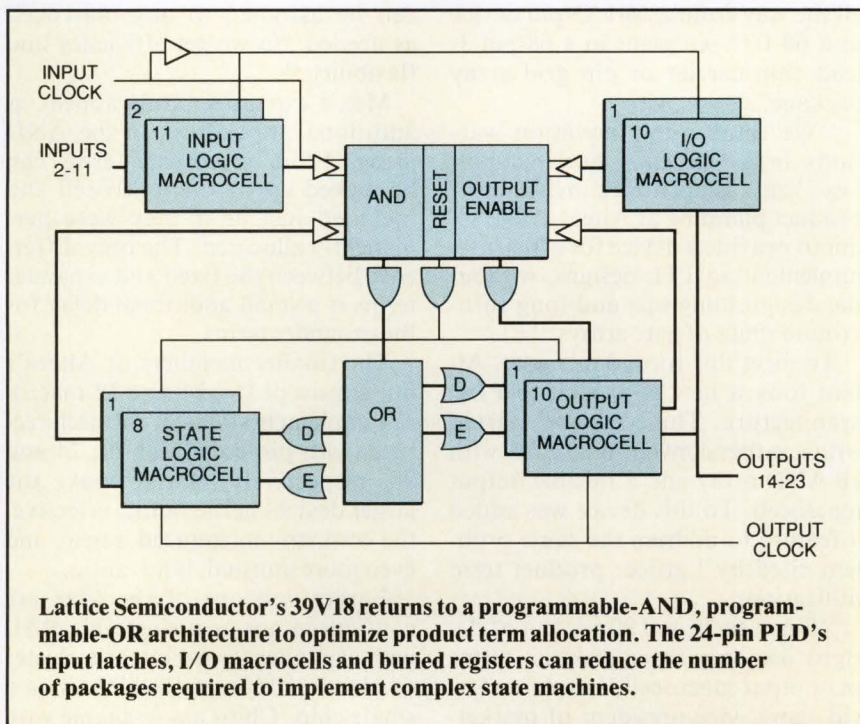 INPUT
CLOCK
INPUTS
2-11
2
11 INPUT
LOGIC
MACROCELL
AND
RESET
OUTPUT
ENABLE
1
10 I/O
LOGIC
MACROCELL
1
8 STATE
LOGIC
MACROCELL
D
E
OR
D
E
1
10 OUTPUT
LOGIC
MACROCELL
OUTPUTS
14-23
OUTPUT
CLOCK
Lattice Semiconductor's 39V18 returns to a programmable-AND, program-
mable-OR architecture to optimize product term allocation. The 24-pin PLD's
input latches, I/O macrocells and buried registers can reduce the number
of packages required to implement complex state machines.